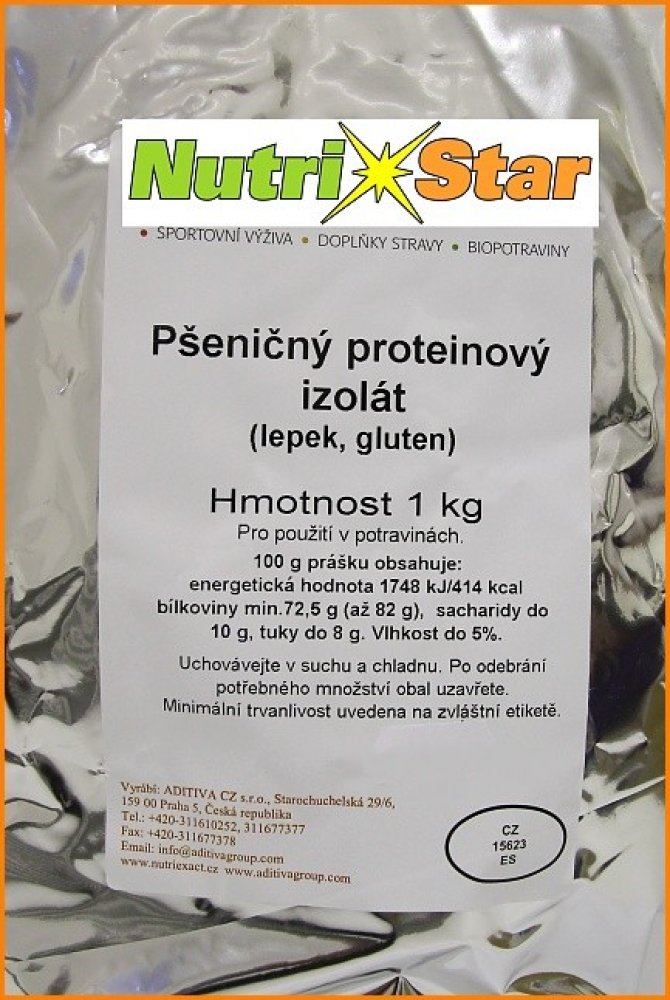 Nutri Star
• SPORTOVNÍ VÝŽIVA • DOPLŇKY STRAVY • BIOPOTRAVINY
Pšeničný proteinový
izolát
(lepek, gluten)
Hmotnost 1 kg
Pro použití v potravinách.
100 g prášku obsahuje:
energetická hodnota 1748 kJ/414 kcal
bílkoviny min.72,5 g (až 82 g), sacharidy do
10 g, tuky do 8 g. Vlhkost do 5%.
Uchovávejte v suchu a chladnu. Po odebrání
potřebného množství obal uzavřete.
Minimální trvanlivost uvedena na zvláštní etiketě.
Vyrábí: ADITIVA CZ s.r.o., Starochuchelská 29/6,
159 00 Praha 5, Česká republika
Tel.: +420-311610252, 311677377
Fax: +420-311677378
Email: info@aditivagroup.com
www.nutriexact.cz www.aditivagroup.com
CZ
15623
ES